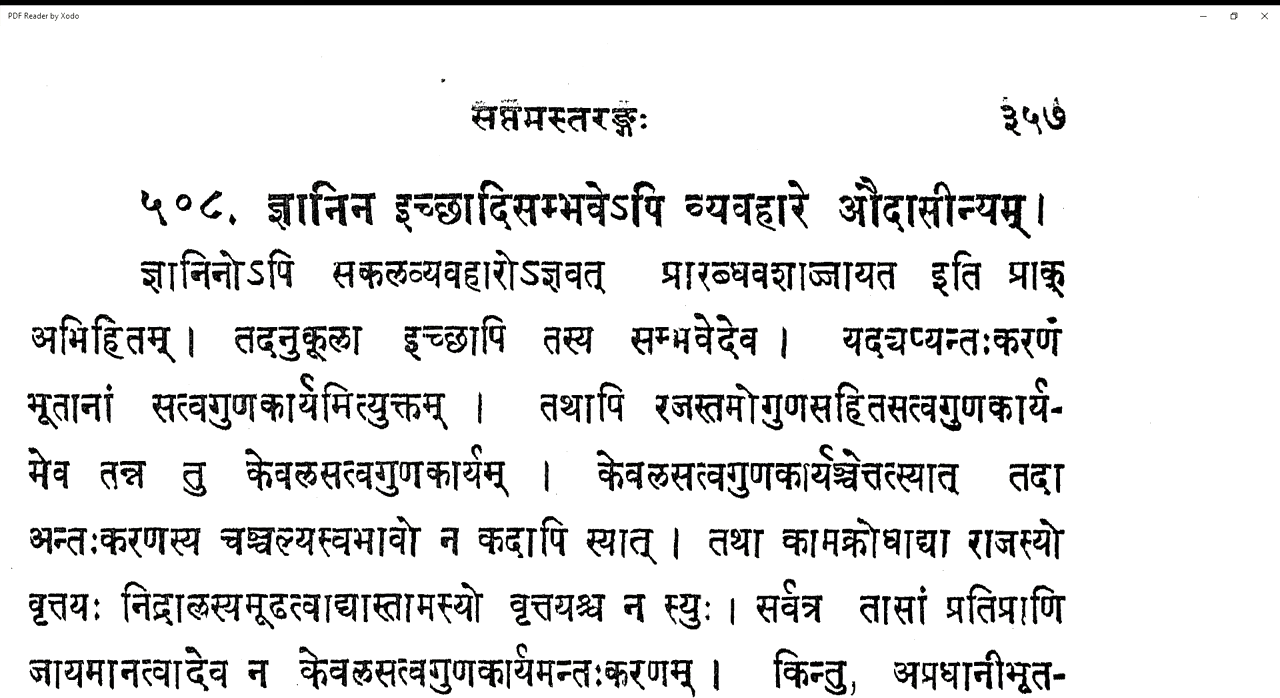 PDF Reader by Xodo
सप्तमस्तरङ्गः ३५७
५०८. ज्ञानिन इच्छादिसम्भवेऽपि व्यवहारे औदासीन्यम्।
ज्ञानिनोऽपि सकलव्यवहारोऽज्ञवत् प्रारब्धवशाज्जायत इति प्राक्
अभिहितम्। तदनुकूला इच्छापि तस्य सम्भवेदेव। यदद्यप्यन्तःकरणं
भूतानां सत्वगुणकार्यमित्युक्तम्। तथापि रजस्तमोगुणसहितसत्वगुणकार्य-
मेव तन्न तु केवलसत्वगुणकार्यम्। केवलसत्वगुणकार्यञ्चेत्तत्स्यात् तदा
अन्तःकरणस्य चञ्चल्यस्वभावो न कदापि स्यात्। तथा कामक्रोधाद्या राजस्यो
वृत्तयः निद्रालस्यमूढत्वाद्यास्तामस्यो वृत्तयश्च न स्युः। सर्वत्र तासां प्रतिप्राणि
जायमानत्वादेव न केवलसत्वगुणकार्यमन्तःकरणम्। किन्तु, अप्रधानीभूत-